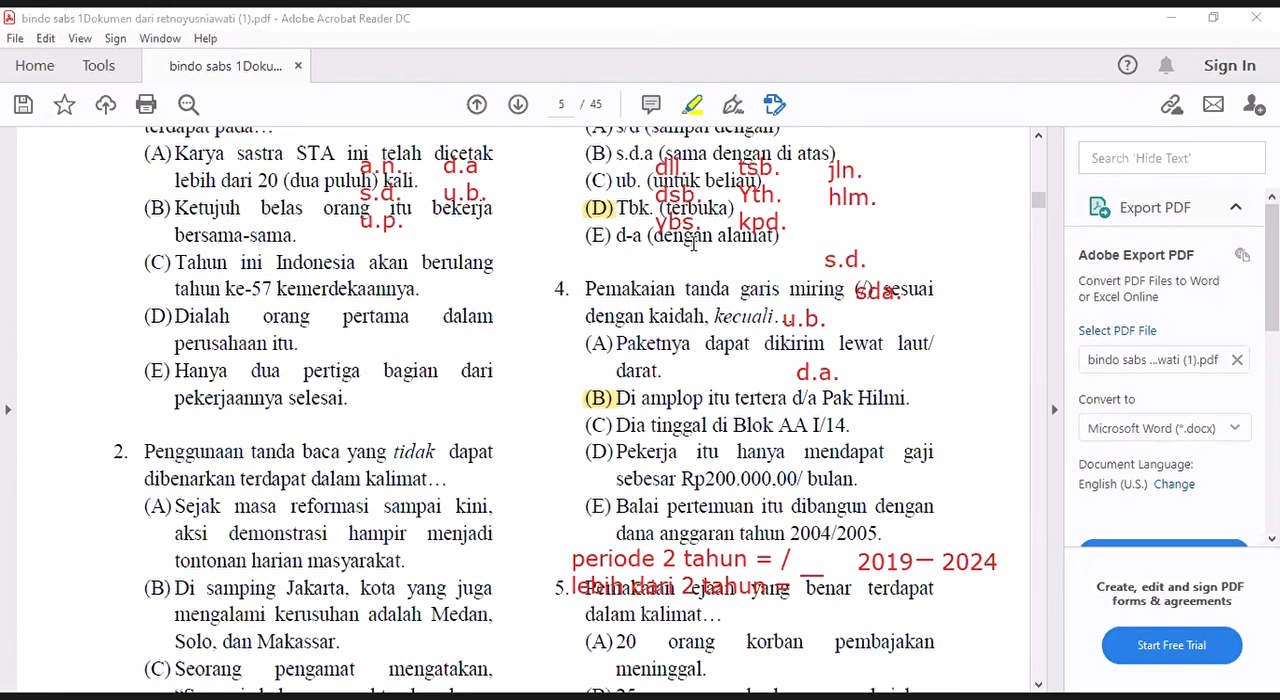 bindo sabs 1Dokumen dari retnoyusniawati (1).pdf - Adobe Acrobat Reader DC
File Edit View Sign Window Help
Home Tools bindo sabs 1Doku... × Sign In
5 / 45
terdapat pada…
(A) Karya sastra STA ini telah dicetak
lebih dari 20 (dua puluh) kali.
(B) Ketujuh belas orang itu bekerja
bersama-sama.
(C) Tahun ini Indonesia akan berulang
tahun ke-57 kemerdekaannya.
(D) Dialah orang pertama dalam
perusahaan itu.
(E) Hanya dua pertiga bagian dari
pekerjaannya selesai.
a.n. d.a
s.d. u.b.
u.p.
2. Penggunaan tanda baca yang tidak dapat
dibenarkan terdapat dalam kalimat…
(A) Sejak masa reformasi sampai kini,
aksi demonstrasi hampir menjadi
tontonan harian masyarakat.
(B) Di samping Jakarta, kota yang juga
mengalami kerusuhan adalah Medan,
Solo, dan Makassar.
(C) Seorang pengamat mengatakan,
(A) s/d (sampai dengan)
(B) s.d.a (sama dengan di atas)
(C) ub. (untuk beliau)
(D) Tbk. (terbuka)
(E) d-a (dengan alamat)
dll. tsb. jln.
dsb. Yth. hlm.
ybs. kpd.
s.d.
sda.
u.b.
d.a.
4. Pemakaian tanda garis miring (/) sesuai
dengan kaidah, kecuali…
(A) Paketnya dapat dikirim lewat laut/
darat.
(B) Di amplop itu tertera d/a Pak Hilmi.
(C) Dia tinggal di Blok AA I/14.
(D) Pekerja itu hanya mendapat gaji
sebesar Rp200.000,00/ bulan.
(E) Balai pertemuan itu dibangun dengan
dana anggaran tahun 2004/2005.
periode 2 tahun = / 2019 — 2024
lebih dari 2 tahun = —
5. Pemakaian ejaan yang benar terdapat
dalam kalimat…
(A) 20 orang korban pembajakan
meninggal.
Search 'Hide Text'
Export PDF
Adobe Export PDF
Convert PDF Files to Word
or Excel Online
Select PDF File
bindo sabs ...wati (1).pdf
Convert to
Microsoft Word (*.docx)
Document Language:
English (U.S.) Change
Create, edit and sign PDF
forms & agreements
Start Free Trial